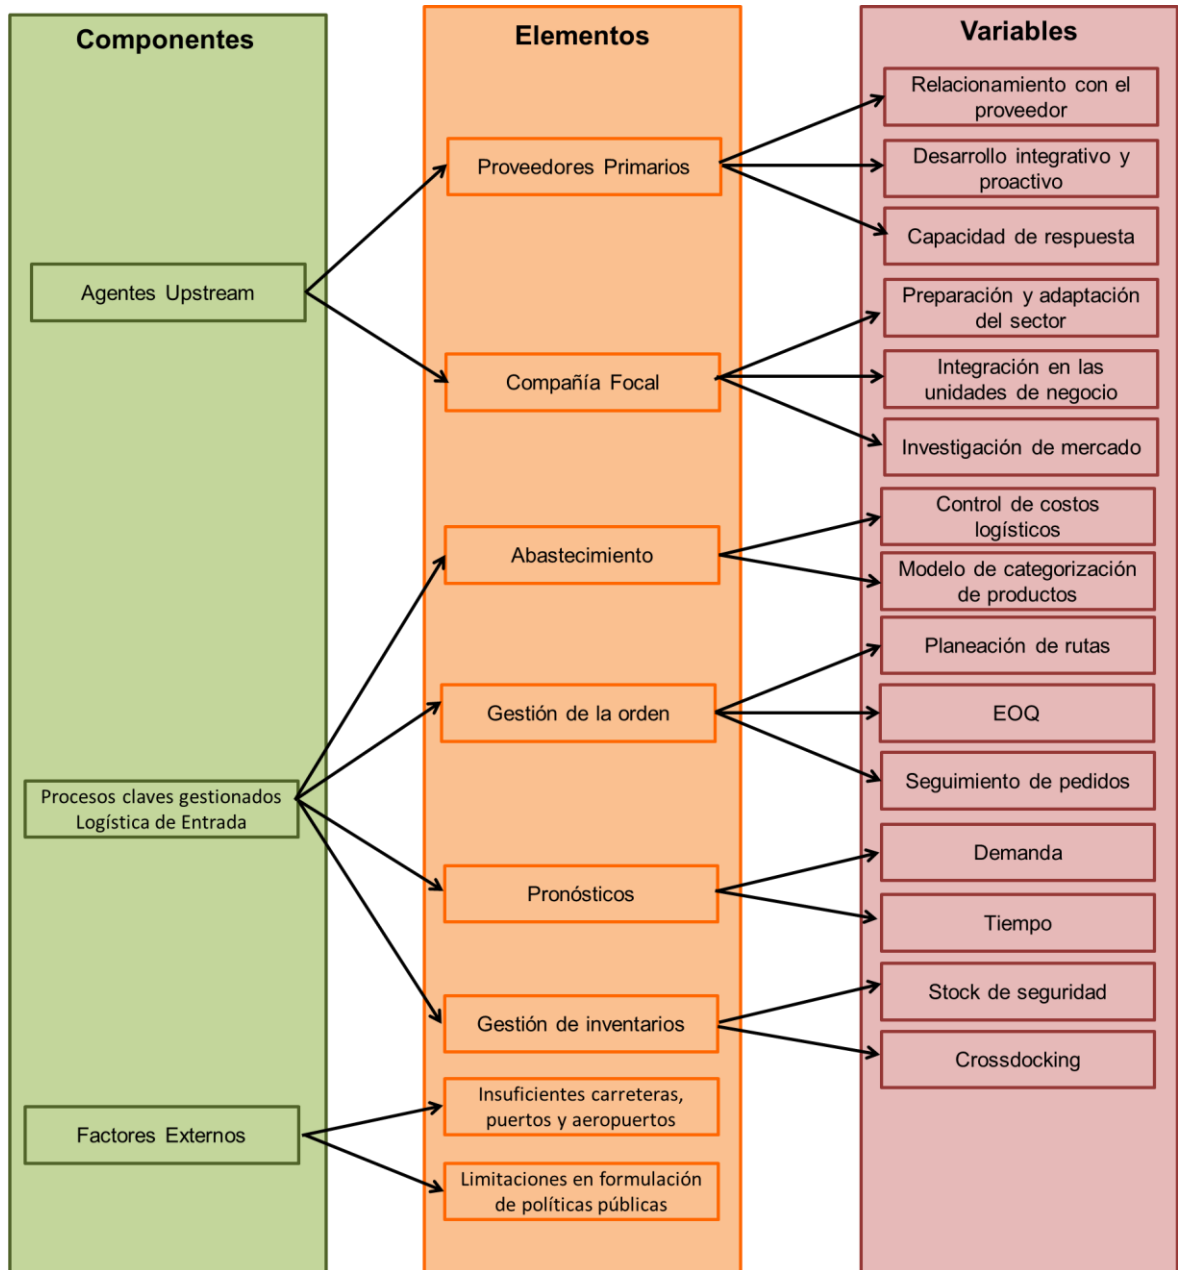 Componentes
Agentes Upstream
Procesos claves gestionados
Logística de Entrada
Factores Externos
Elementos
Proveedores Primarios
Compañía Focal
Abastecimiento
Gestión de la orden
Pronósticos
Gestión de inventarios
Insuficientes carreteras,
puertos y aeropuertos
Limitaciones en formulación
de políticas públicas
Variables
Relacionamiento con el
proveedor
Desarrollo integrativo y
proactivo
Capacidad de respuesta
Preparación y adaptación
del sector
Integración en las
unidades de negocio
Investigación de mercado
Control de costos
logísticos
Modelo de categorización
de productos
Planeación de rutas
EOQ
Seguimiento de pedidos
Demanda
Tiempo
Stock de seguridad
Crossdocking